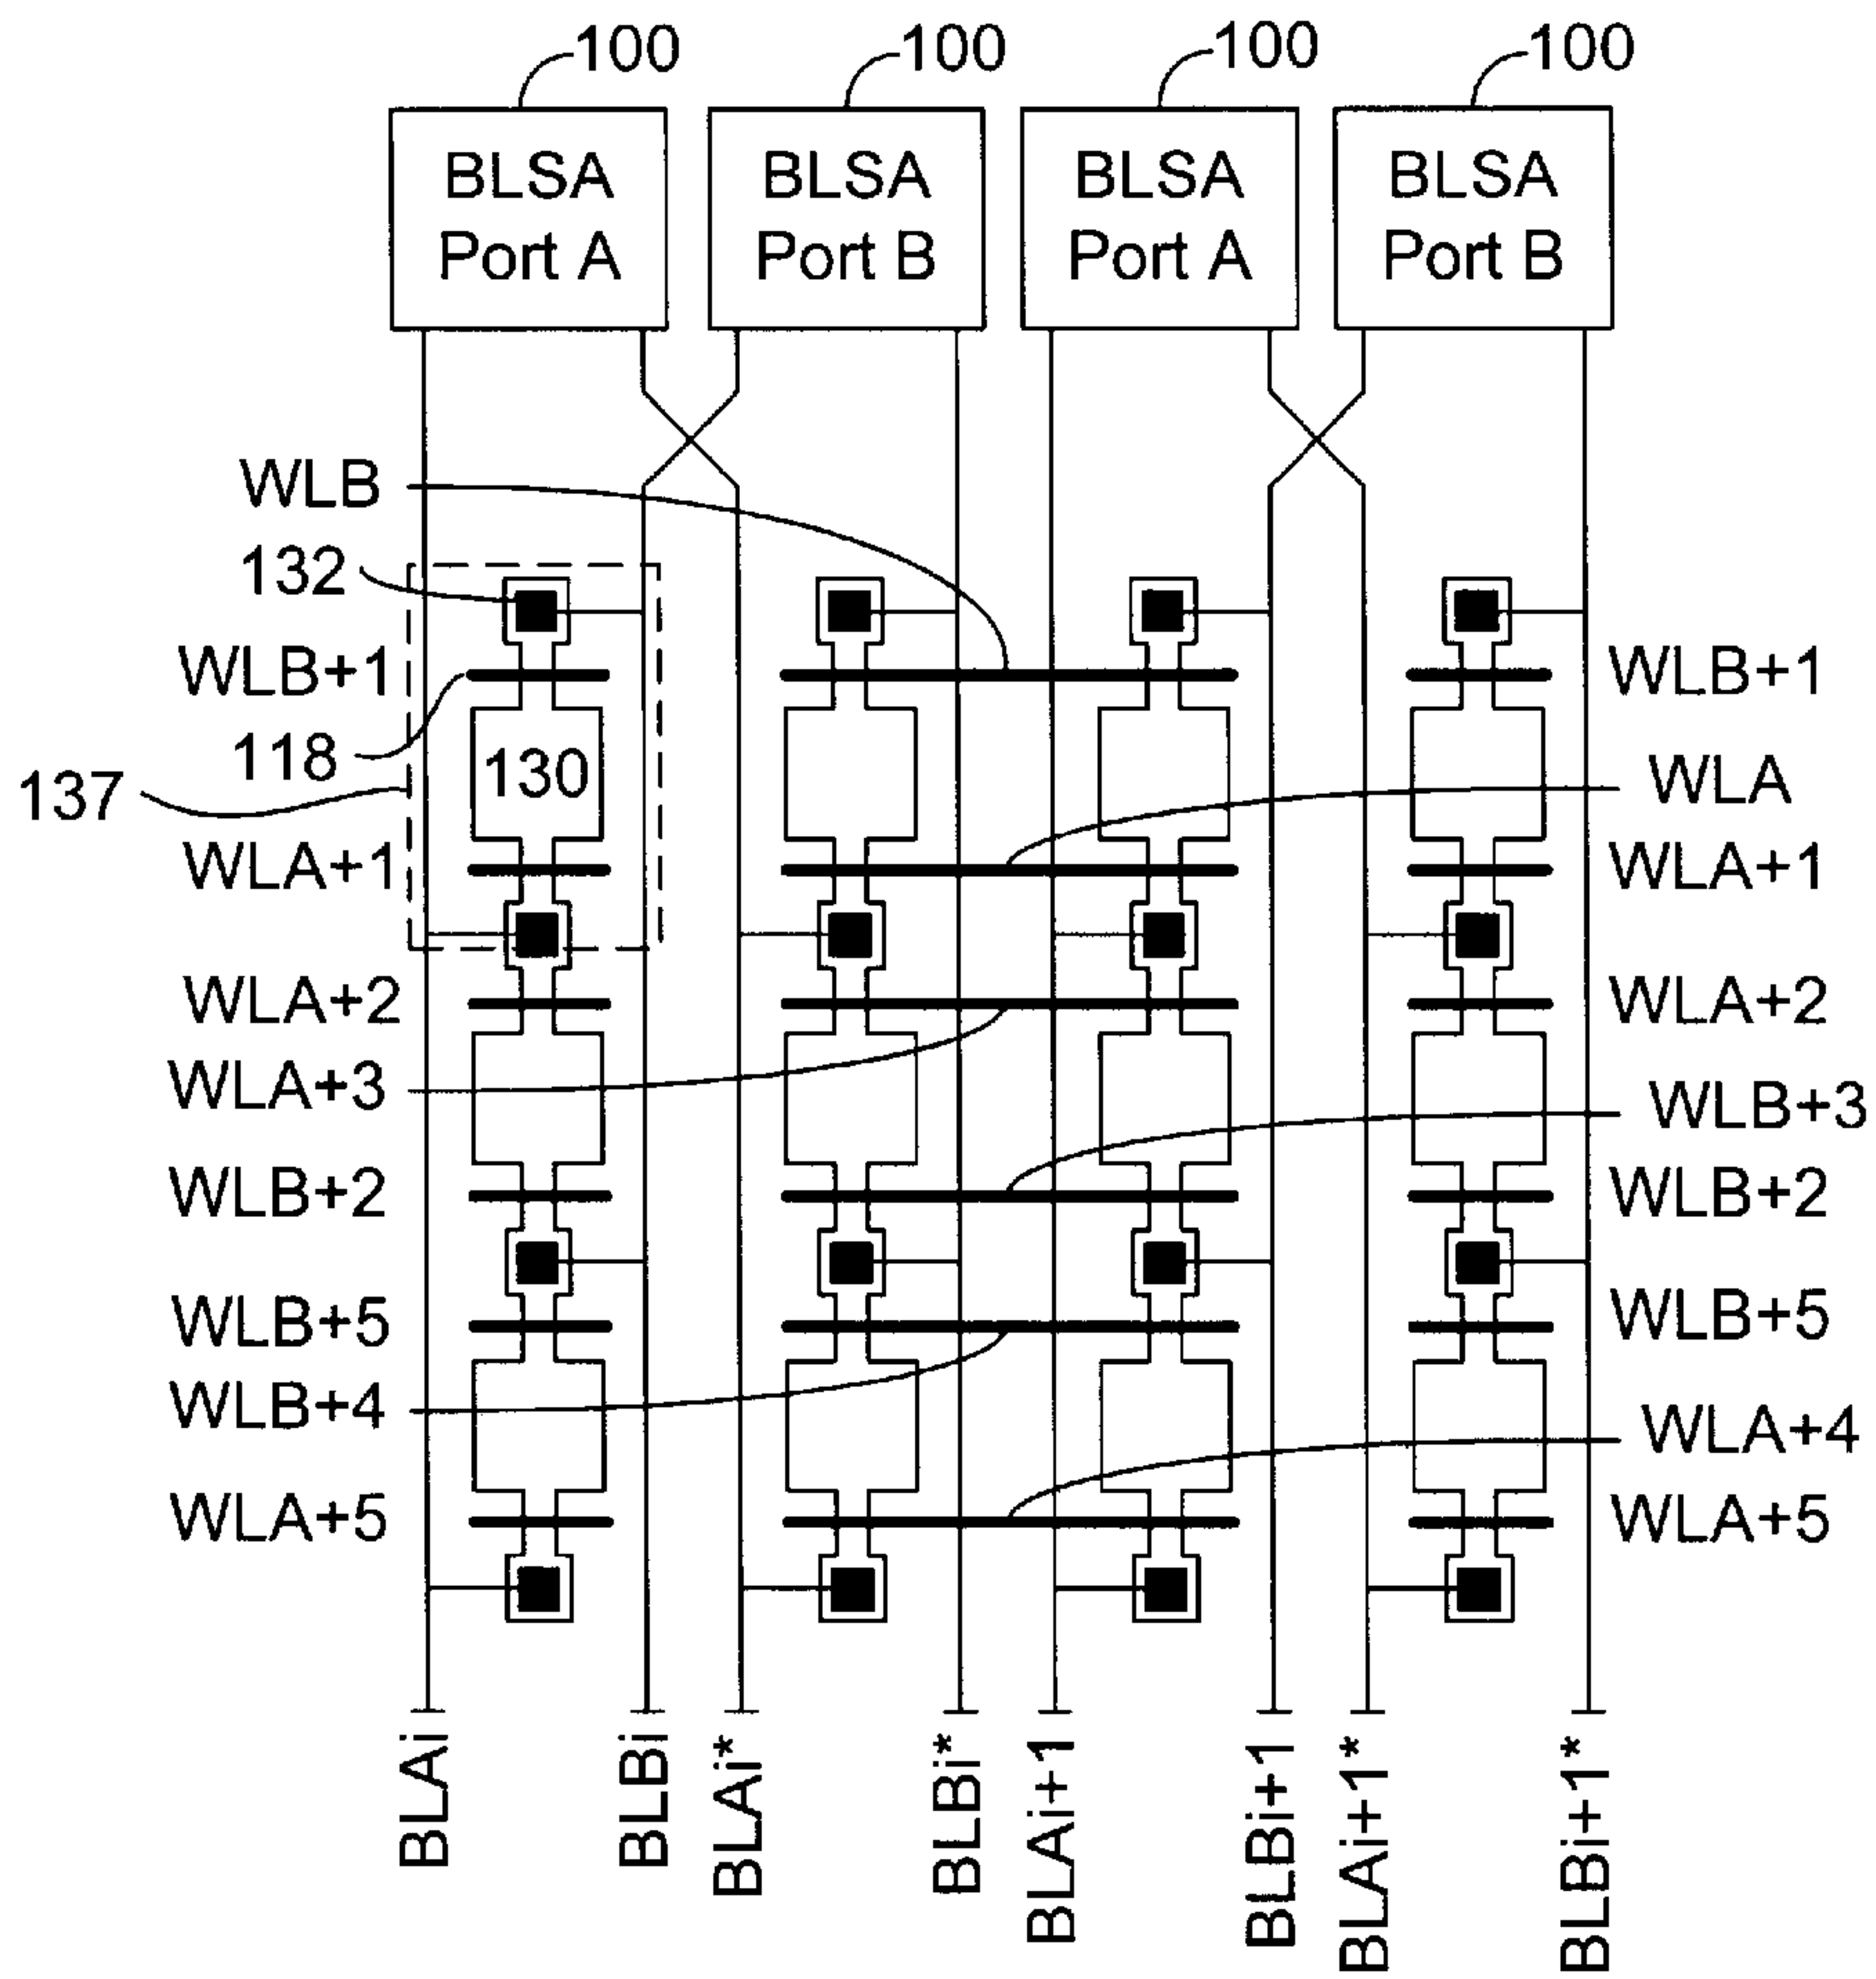 100 100 100 100
BLSA BLSA BLSA BLSA
Port A Port B Port A Port B
WLB
132
WLB+1 WLB+1
118 130 WLA
137
WLA+1 WLA+1
WLA+2 WLA+2
WLA+3 WLB+3
WLB+2 WLB+2
WLB+5 WLB+5
WLB+4 WLA+4
WLA+5 WLA+5
BLAi
BLBi
BLAi*
BLBi*
BLAi+1
BLBi+1
BLAi+1*
BLBi+1*